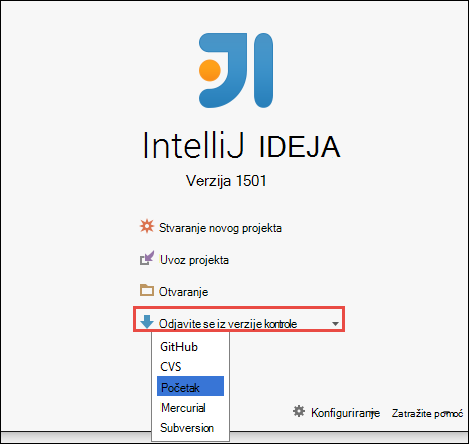 IntelliJ IDEJA
Verzija 1501
Stvaranje novog projekta
Uvoz projekta
Otvaranje
Odjavite se iz verzije kontrole
GitHub
CVS
Početak
Mercurial
Subversion
Konfiguriranje Zatražite pomoć